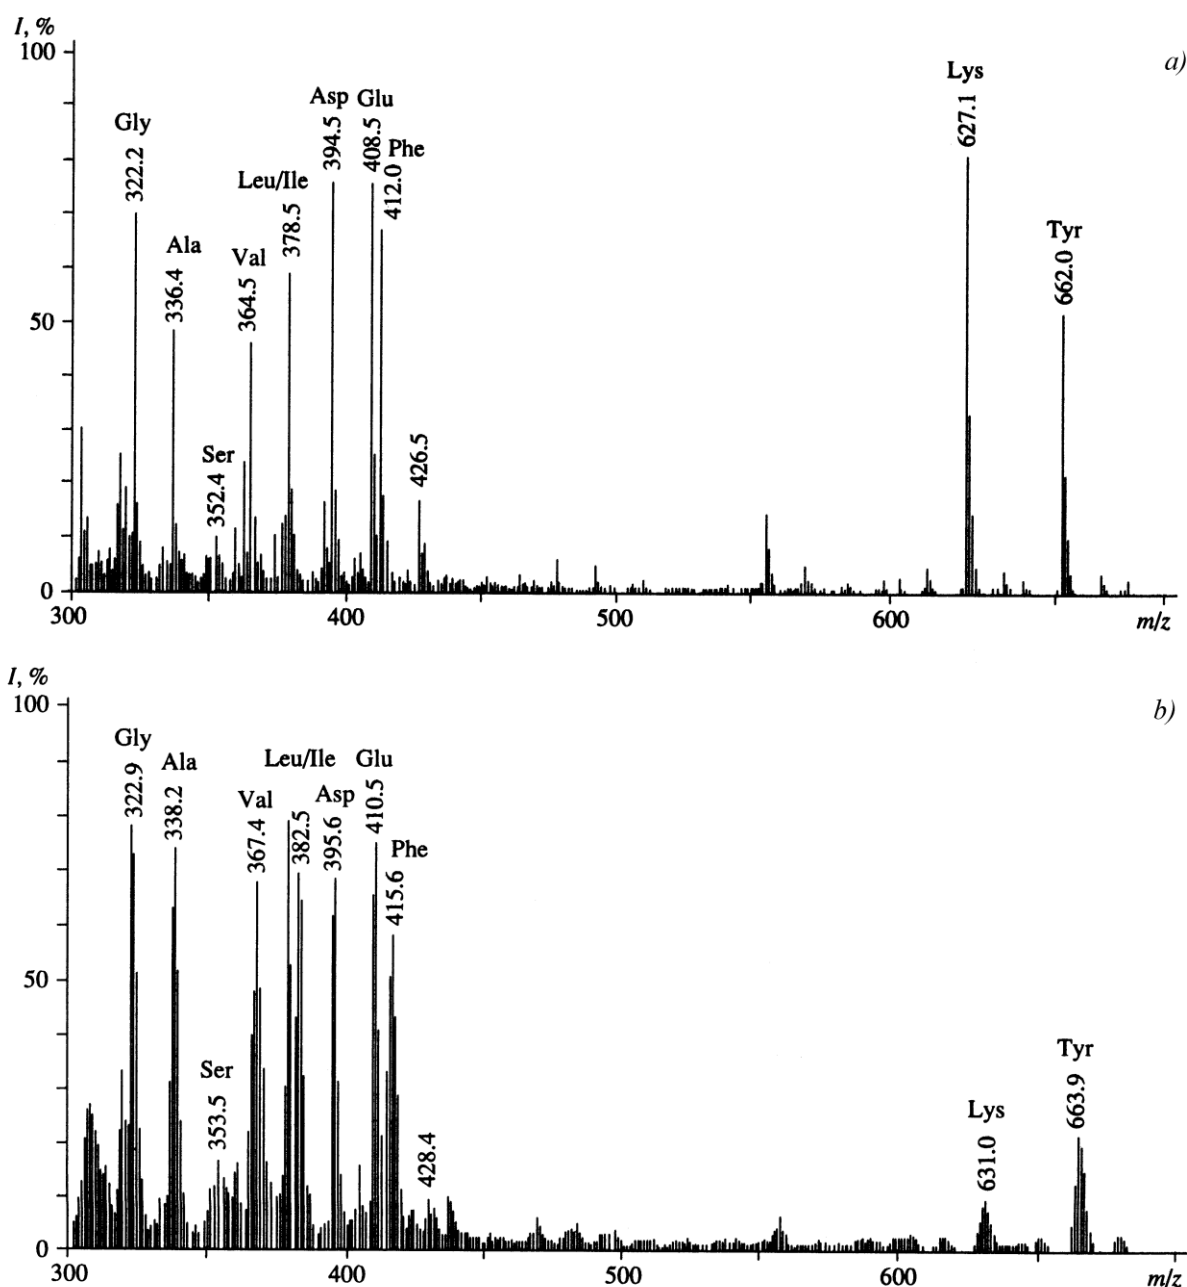 I, %
a)
100
50
0
Gly
322.2
Ala
336.4
Ser
352.4
Val
364.5
Leu/Ile
378.5
Asp
394.5
Glu
408.5
Phe
412.0
426.5
Lys
627.1
Tyr
662.0
300
400
500
600
m/z
I, %
b)
100
50
0
Gly
322.9
Ala
338.2
Ser
353.5
Val
367.4
Leu/Ile
382.5
Asp
395.6
Glu
410.5
Phe
415.6
428.4
Lys
631.0
Tyr
663.9
300
400
500
600
m/z